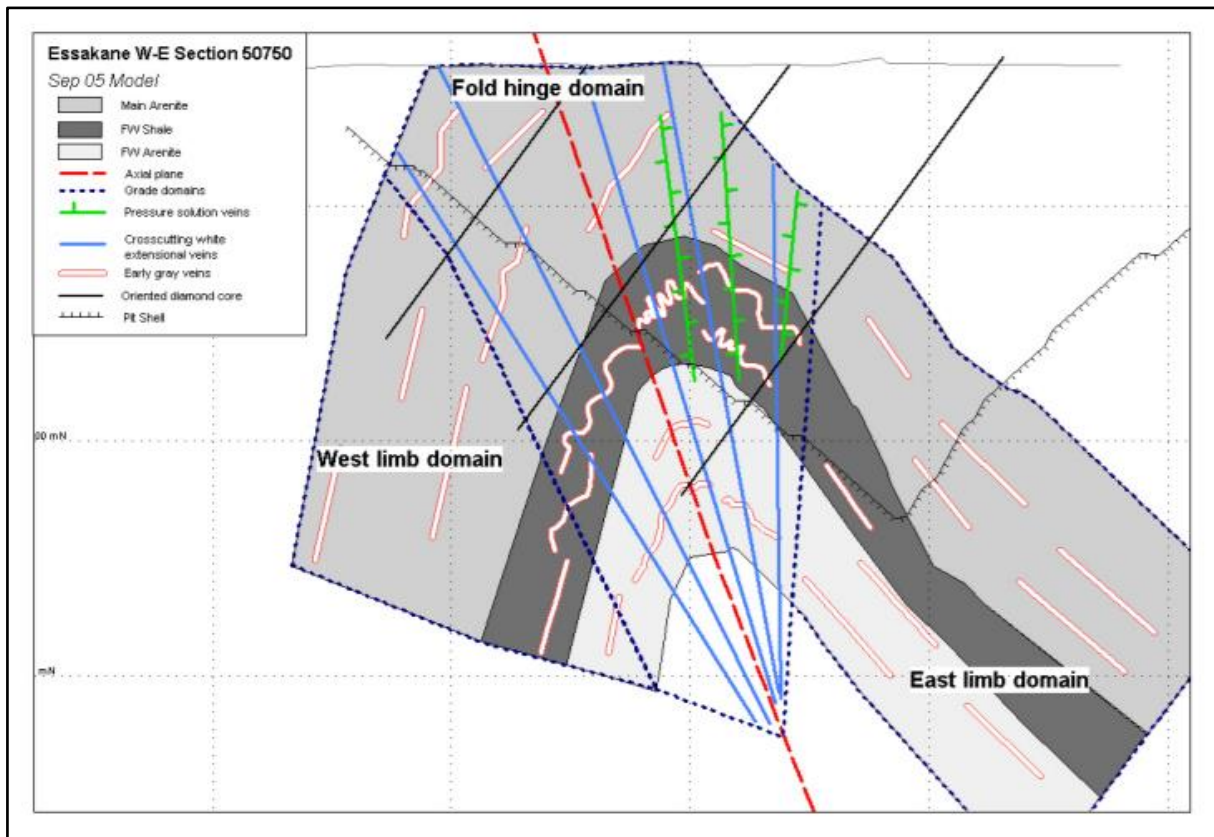 Essakane W-E Section 50750
Sep 05 Model
Main Arenite
FW Shale
FW Arenite
Axial plane
Grade domains
Pressure solution veins
Crosscutting white
extensional veins
Early gray veins
Oriented diamond core
Pit Shell
Fold hinge domain
00 mN
West limb domain
mN
East limb domain